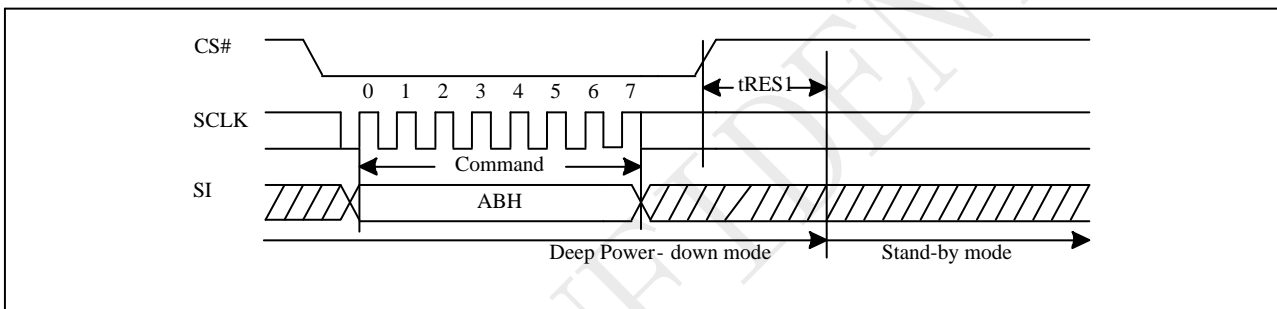 CS#
0 1 2 3 4 5 6 7
tRES1
SCLK
Command
SI
ABH
Deep Power- down mode
Stand-by mode